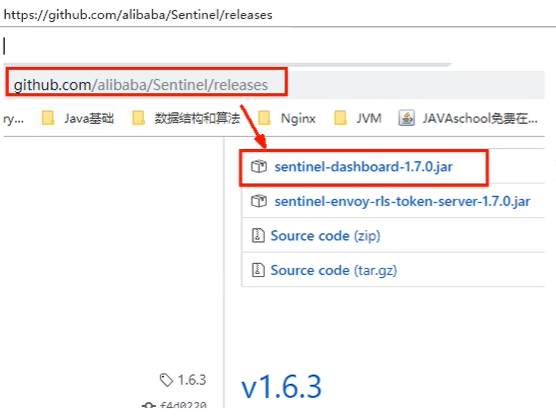 https://github.com/alibaba/Sentinel/releases
github.com/alibaba/Sentinel/releases
ry... Java基础 数据结构和算法 Nginx JVM JAVAschool免费在...
sentinel-dashboard-1.7.0.jar
sentinel-envoy-rls-token-server-1.7.0.jar
Source code (zip)
Source code (tar.gz)
1.6.3
v1.6.3
f4d0220